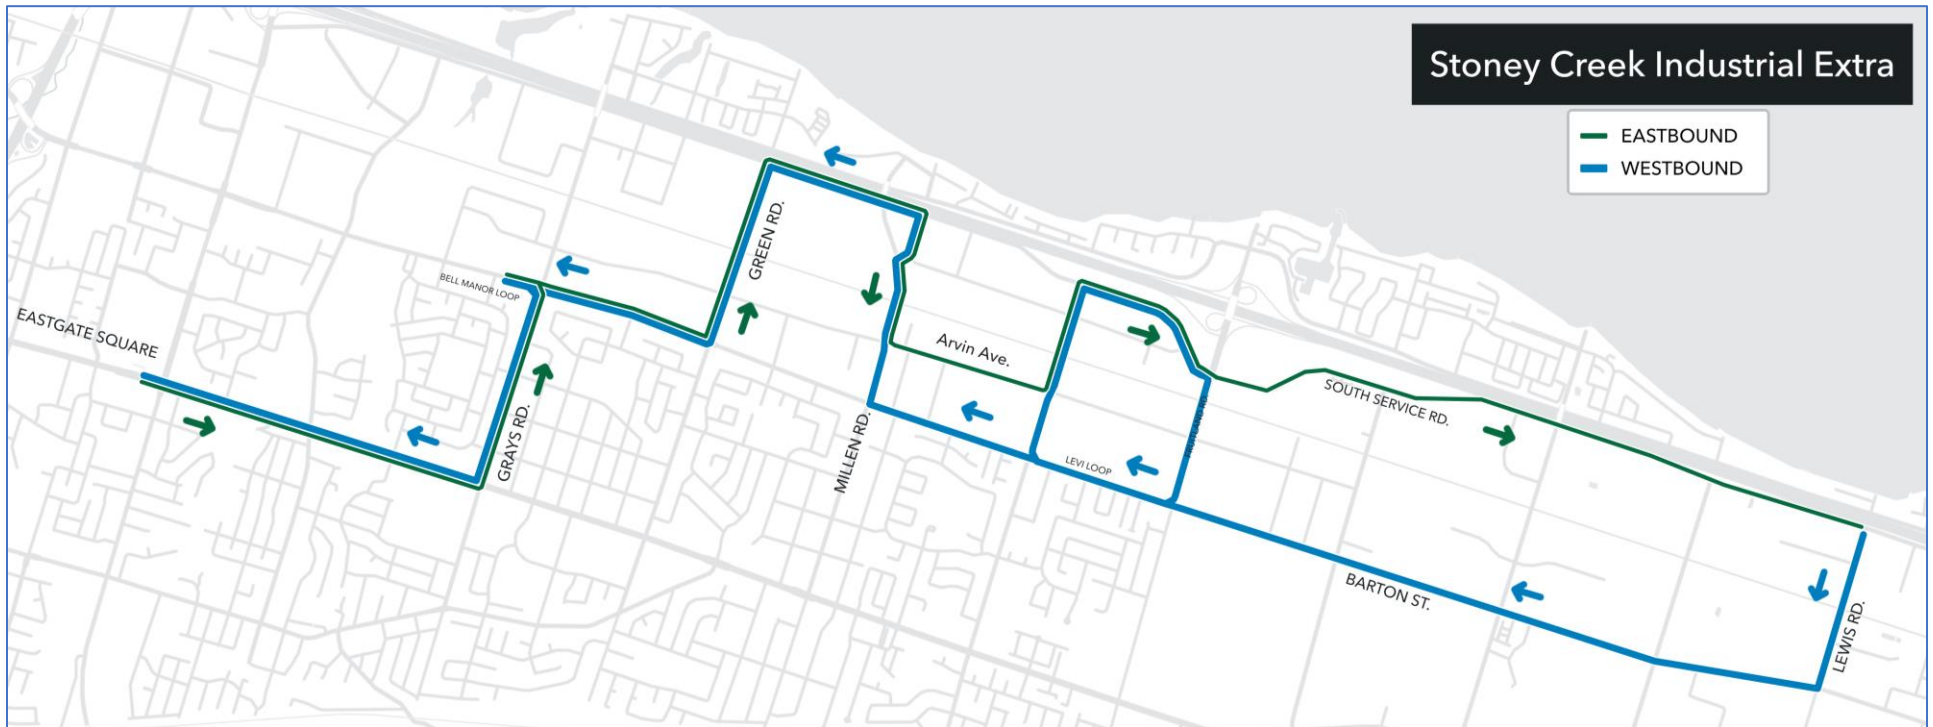 Stoney Creek Industrial Extra
EASTBOUND
WESTBOUND
GREEN RD.
BELL MANOR LOOP
EASTGATE SQUARE
Arvin Ave.
SOUTH SERVICE RD.
GRAYS RD.
MILLEN RD.
LEVI LOOP
BARTON ST.
LEWIS RD.